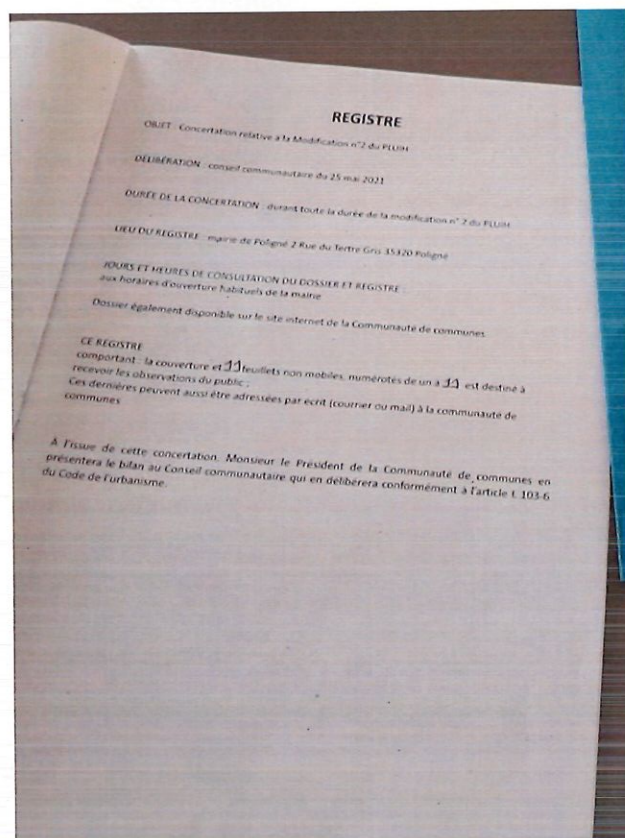 REGISTRE
OBJET : Concertation relative à la Modification n°2 du PLUIH
DÉLIBÉRATION : conseil communautaire du 25 mai 2021
DURÉE DE LA CONCERTATION : durant toute la durée de la modification n° 2 du PLUIH
LIEU DU REGISTRE : mairie de Poligné 2 Rue du Tertre Gris 35320 Poligné
JOURS ET HEURES DE CONSULTATION DU DOSSIER ET REGISTRE :
aux horaires d'ouverture habituels de la mairie
Dossier également disponible sur le site internet de la Communauté de communes
CE REGISTRE
comportant : la couverture et 11 feuillets non mobiles, numérotés de un à 11 est destiné à
recevoir les observations du public ;
Ces dernières peuvent aussi être adressées par écrit (courrier ou mail) à la communauté de
communes
À l'issue de cette concertation, Monsieur le Président de la Communauté de communes en
présentera le bilan au Conseil communautaire qui en délibèrera conformément à l'article L 103-6
du Code de l'urbanisme.